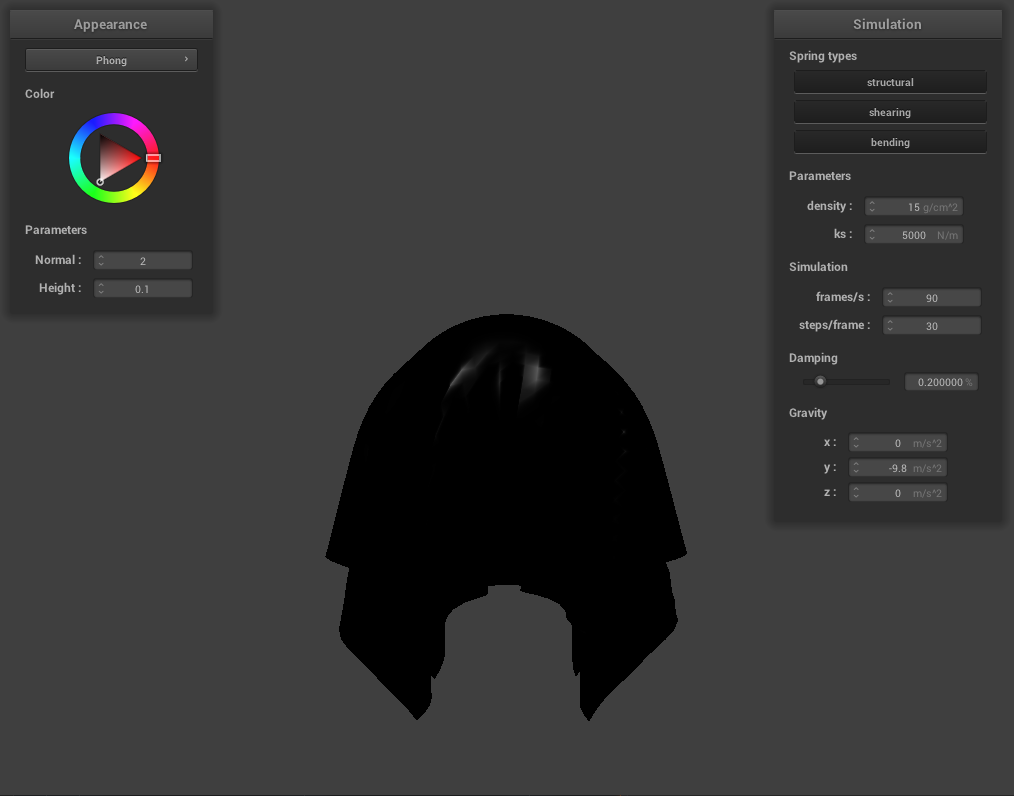 Appearance
Phong ›
Color
Parameters
Normal : 2
Height : 0.1
Simulation
Spring types
structural
shearing
bending
Parameters
density : 15 g/cm^2
ks : 5000 N/m
Simulation
frames/s : 90
steps/frame : 30
Damping
0.200000 %
Gravity
x : 0 m/s^2
y : -9.8 m/s^2
z : 0 m/s^2